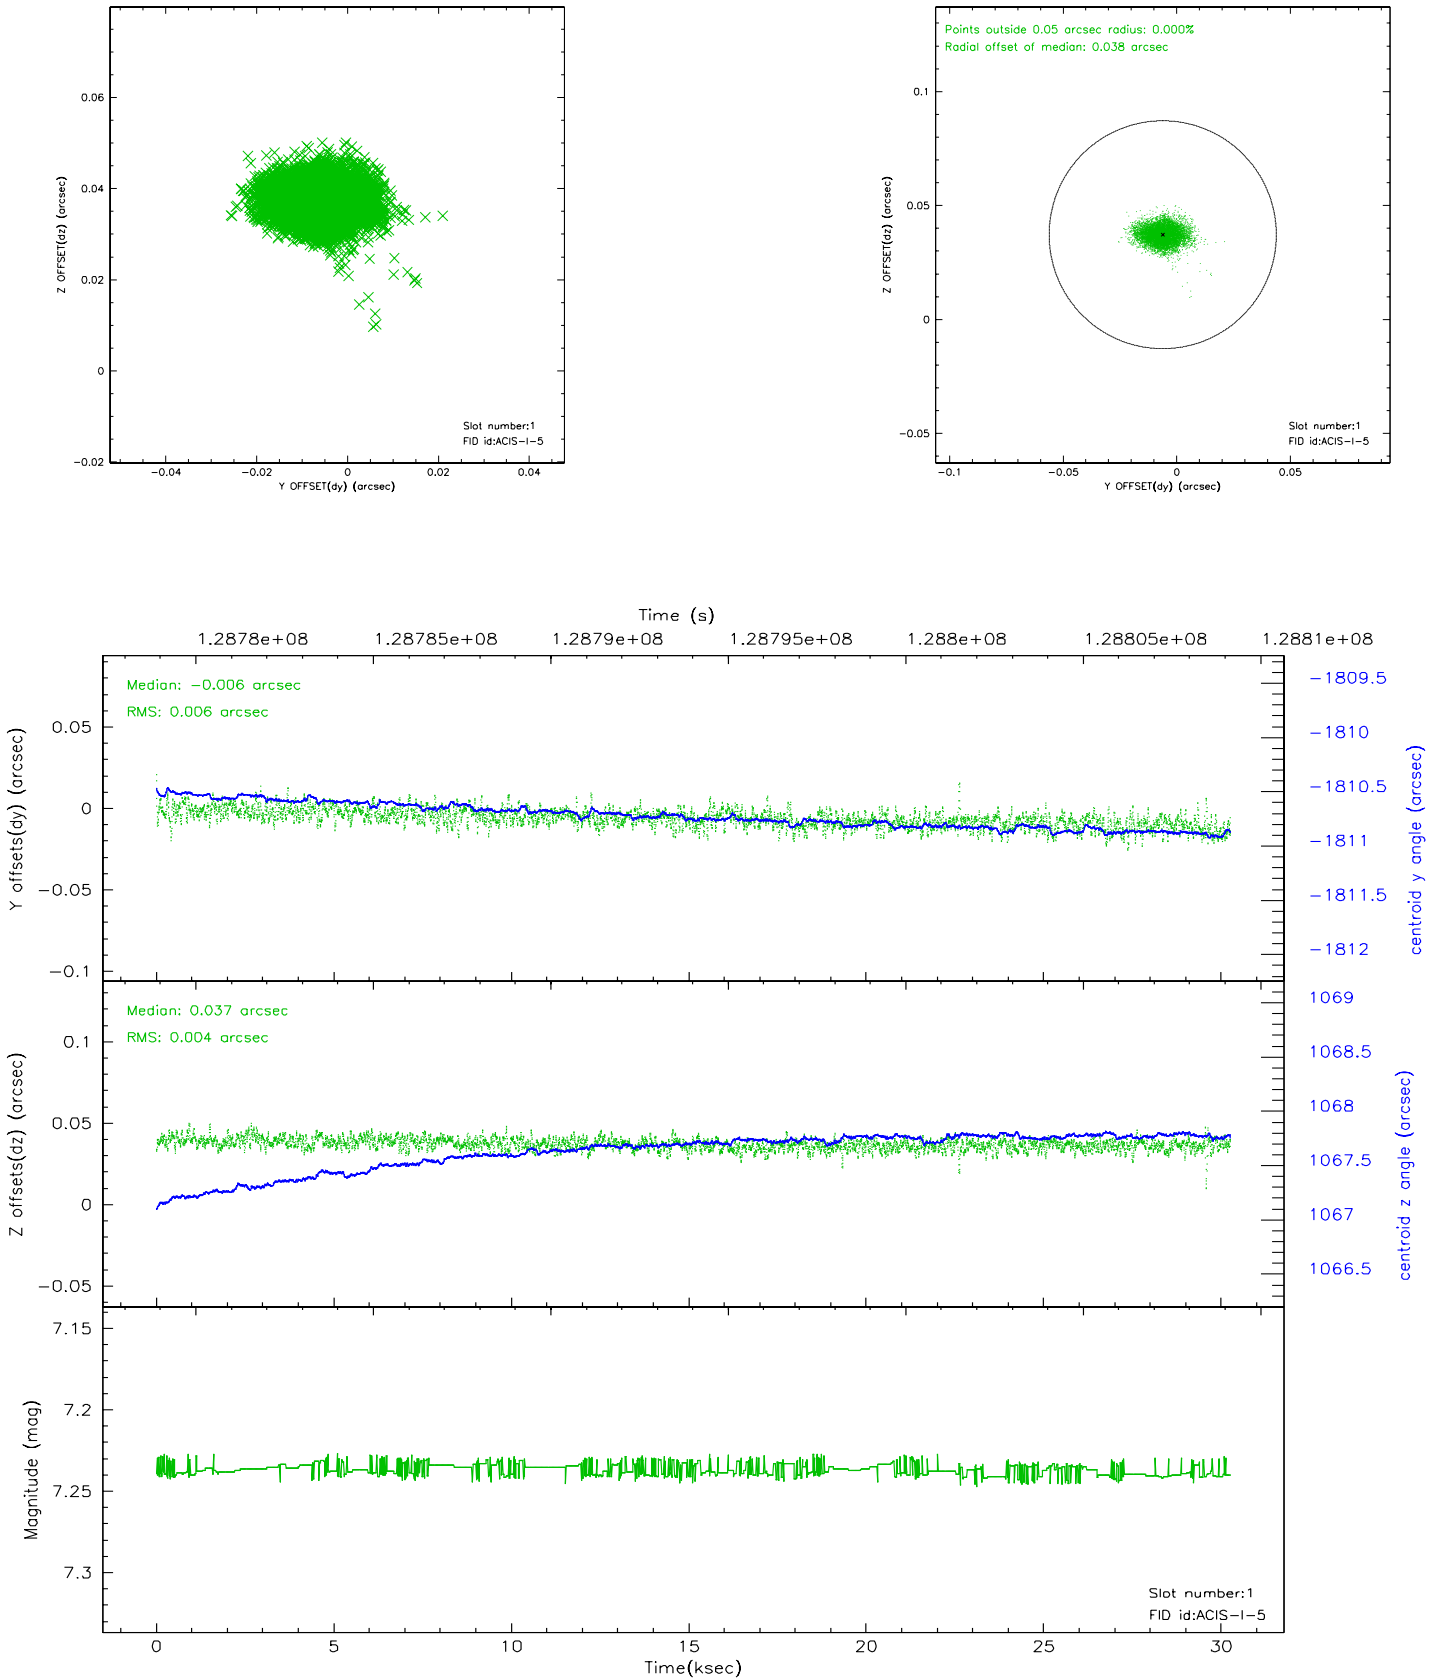 0.06
0.04
0.02
0
−0.02
−0.04
−0.02
0
0.02
0.04
Z OFFSET(dz) (arcsec)
Y OFFSET(dy) (arcsec)
Slot number:1
FID id:ACIS−I−5
Points outside 0.05 arcsec radius: 0.000%
Radial offset of median: 0.038 arcsec
0.1
0.05
0
−0.05
−0.1
−0.05
0
0.05
Z OFFSET(dz) (arcsec)
Y OFFSET(dy) (arcsec)
Slot number:1
FID id:ACIS−I−5
Time (s)
1.2878e+08
1.28785e+08
1.2879e+08
1.28795e+08
1.288e+08
1.28805e+08
1.2881e+08
Median: −0.006 arcsec
RMS: 0.006 arcsec
0.05
0
−0.05
−0.1
Y offsets(dy) (arcsec)
−1809.5
−1810
−1810.5
−1811
−1811.5
−1812
centroid y angle (arcsec)
Median: 0.037 arcsec
RMS: 0.004 arcsec
0.1
0.05
0
−0.05
Z offsets(dz) (arcsec)
1069
1068.5
1068
1067.5
1067
1066.5
centroid z angle (arcsec)
7.15
7.2
7.25
7.3
Magnitude (mag)
Slot number:1
FID id:ACIS−I−5
0
5
10
15
20
25
30
Time(ksec)